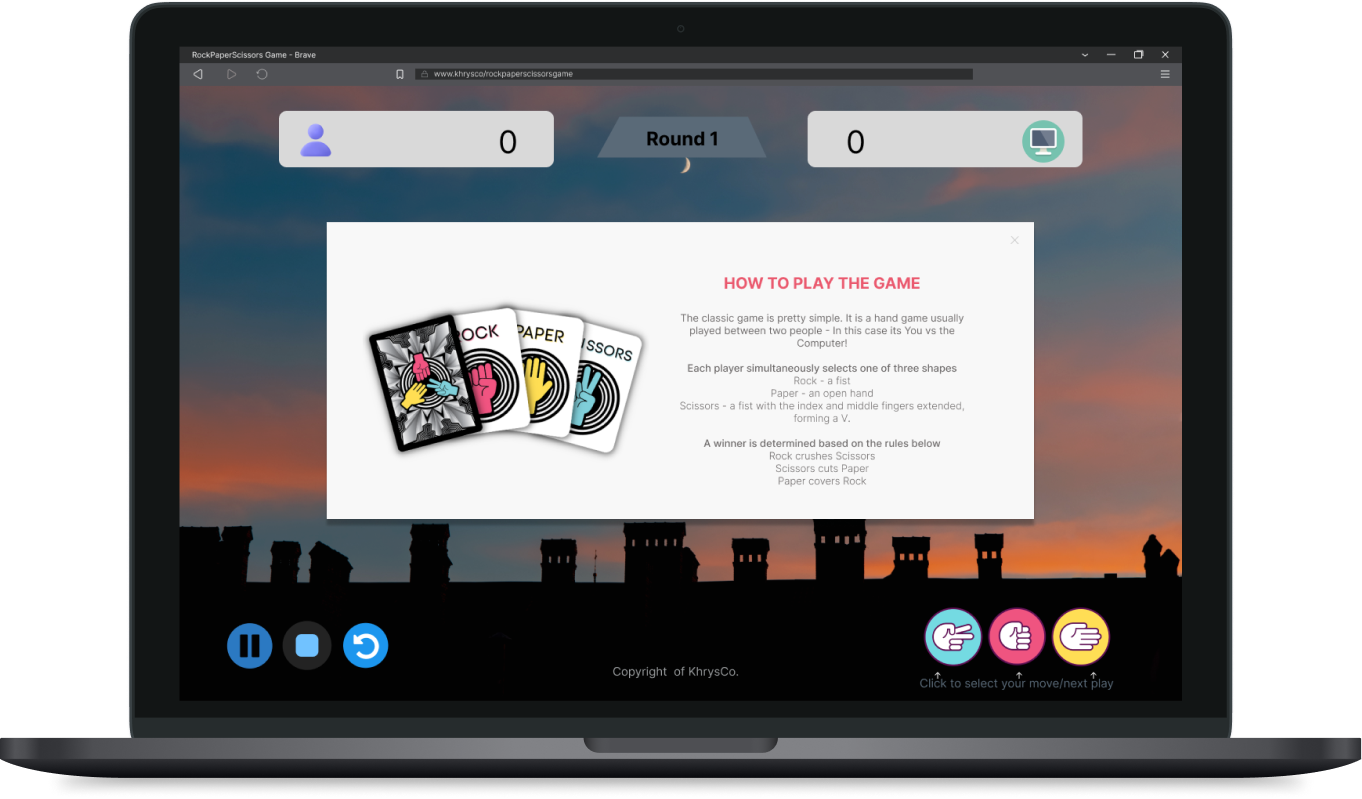 RockPaperScissors Game - Brave
www.khrysco/rockpaperscissorsgame
0
Round 1
0
HOW TO PLAY THE GAME
The classic game is pretty simple. It is a hand game usually
played between two people - In this case its You vs the
Computer!
Each player simultaneously selects one of three shapes
Rock - a fist
Paper - an open hand
Scissors - a fist with the index and middle fingers extended,
forming a V.
A winner is determined based on the rules below
Rock crushes Scissors
Scissors cuts Paper
Paper covers Rock
OCK
PAPER
ISSORS
Copyright of KhrysCo.
Click to select your move/next play